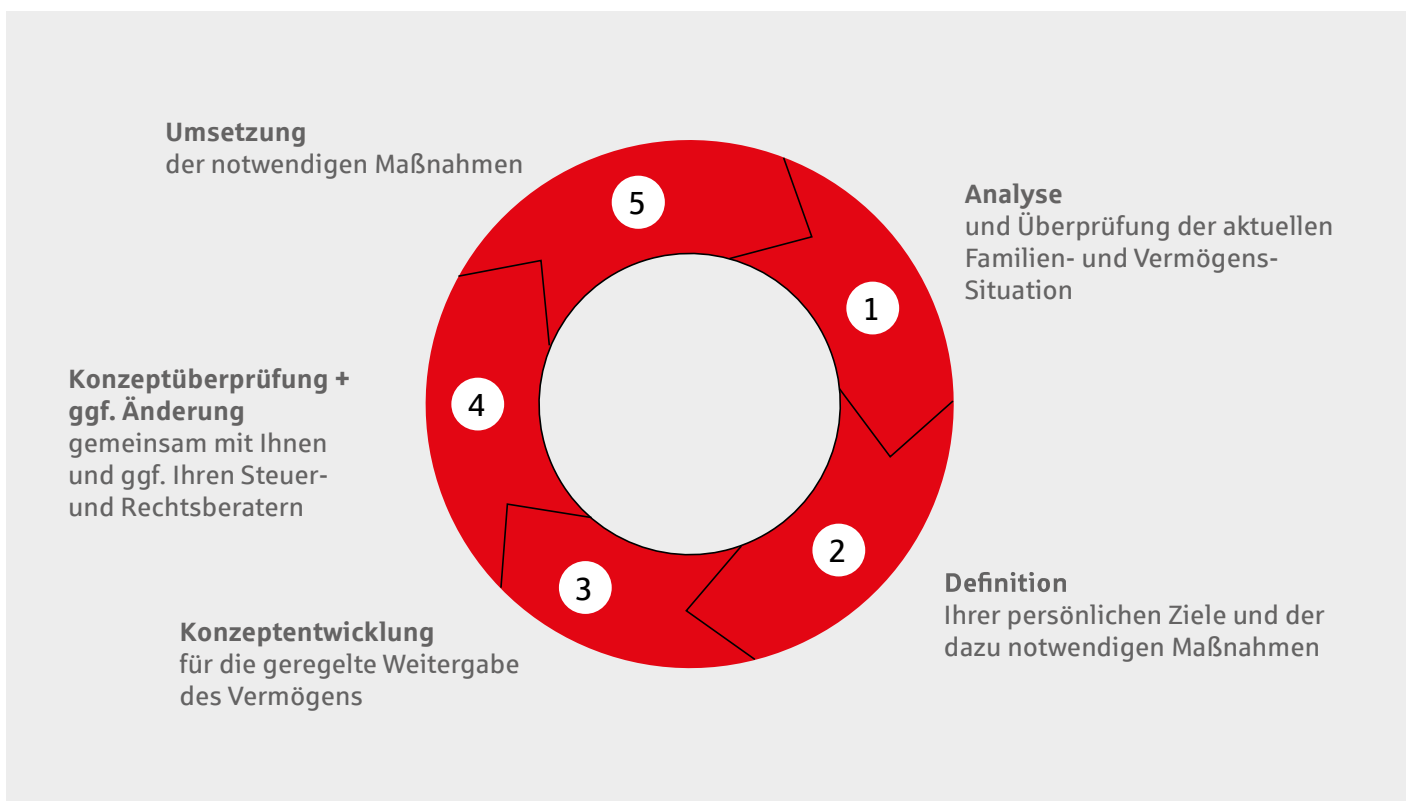 Umsetzung
der notwendigen Maßnahmen
5
Analyse
und Überprüfung der aktuellen
Familien- und Vermögens-
Situation
1
Konzeptüberprüfung +
ggf. Änderung
gemeinsam mit Ihnen
und ggf. Ihren Steuer-
und Rechtsberatern
4
2
Definition
Ihrer persönlichen Ziele und der
dazu notwendigen Maßnahmen
3
Konzeptentwicklung
für die geregelte Weitergabe
des Vermögens